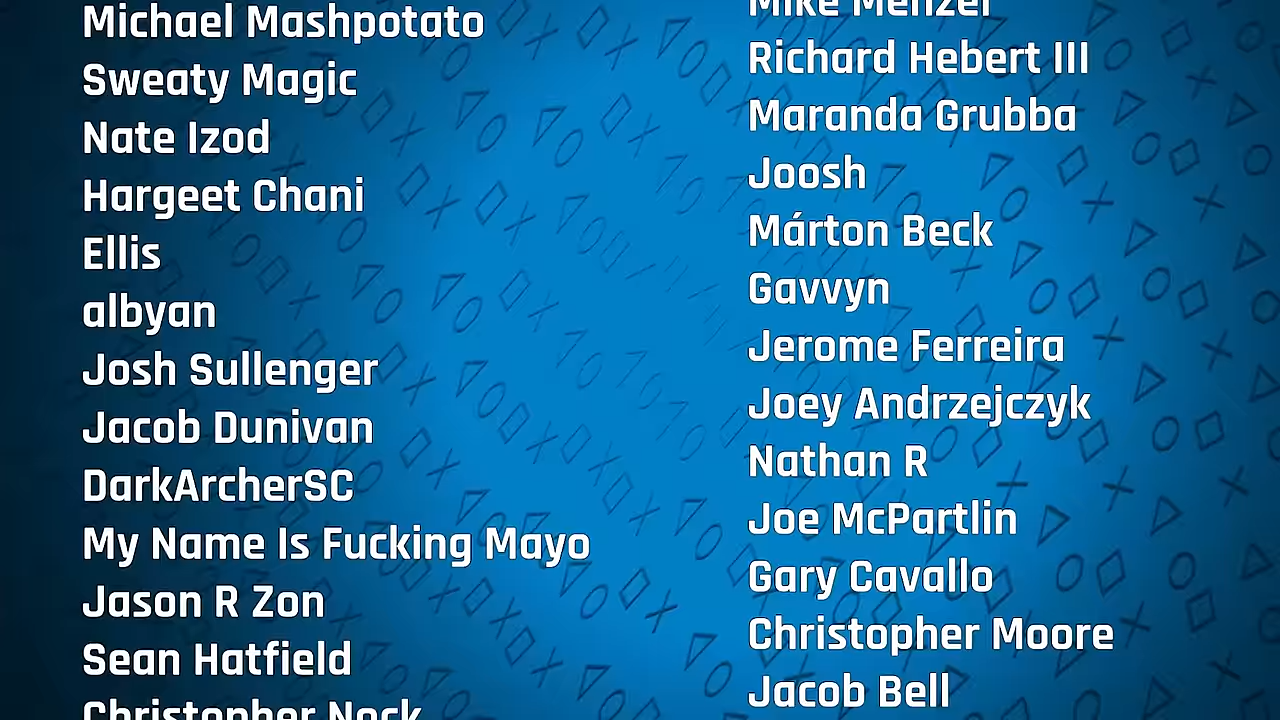 Michael Mashpotato
Sweaty Magic
Nate Izod
Hargeet Chani
Ellis
albyan
Josh Sullenger
Jacob Dunivan
DarkArcherSC
My Name Is Fucking Mayo
Jason R Zon
Sean Hatfield
Christopher Nock
Mike Menzel
Richard Hebert III
Maranda Grubba
Joosh
Márton Beck
Gavvyn
Jerome Ferreira
Joey Andrzejczyk
Nathan R
Joe McPartlin
Gary Cavallo
Christopher Moore
Jacob Bell